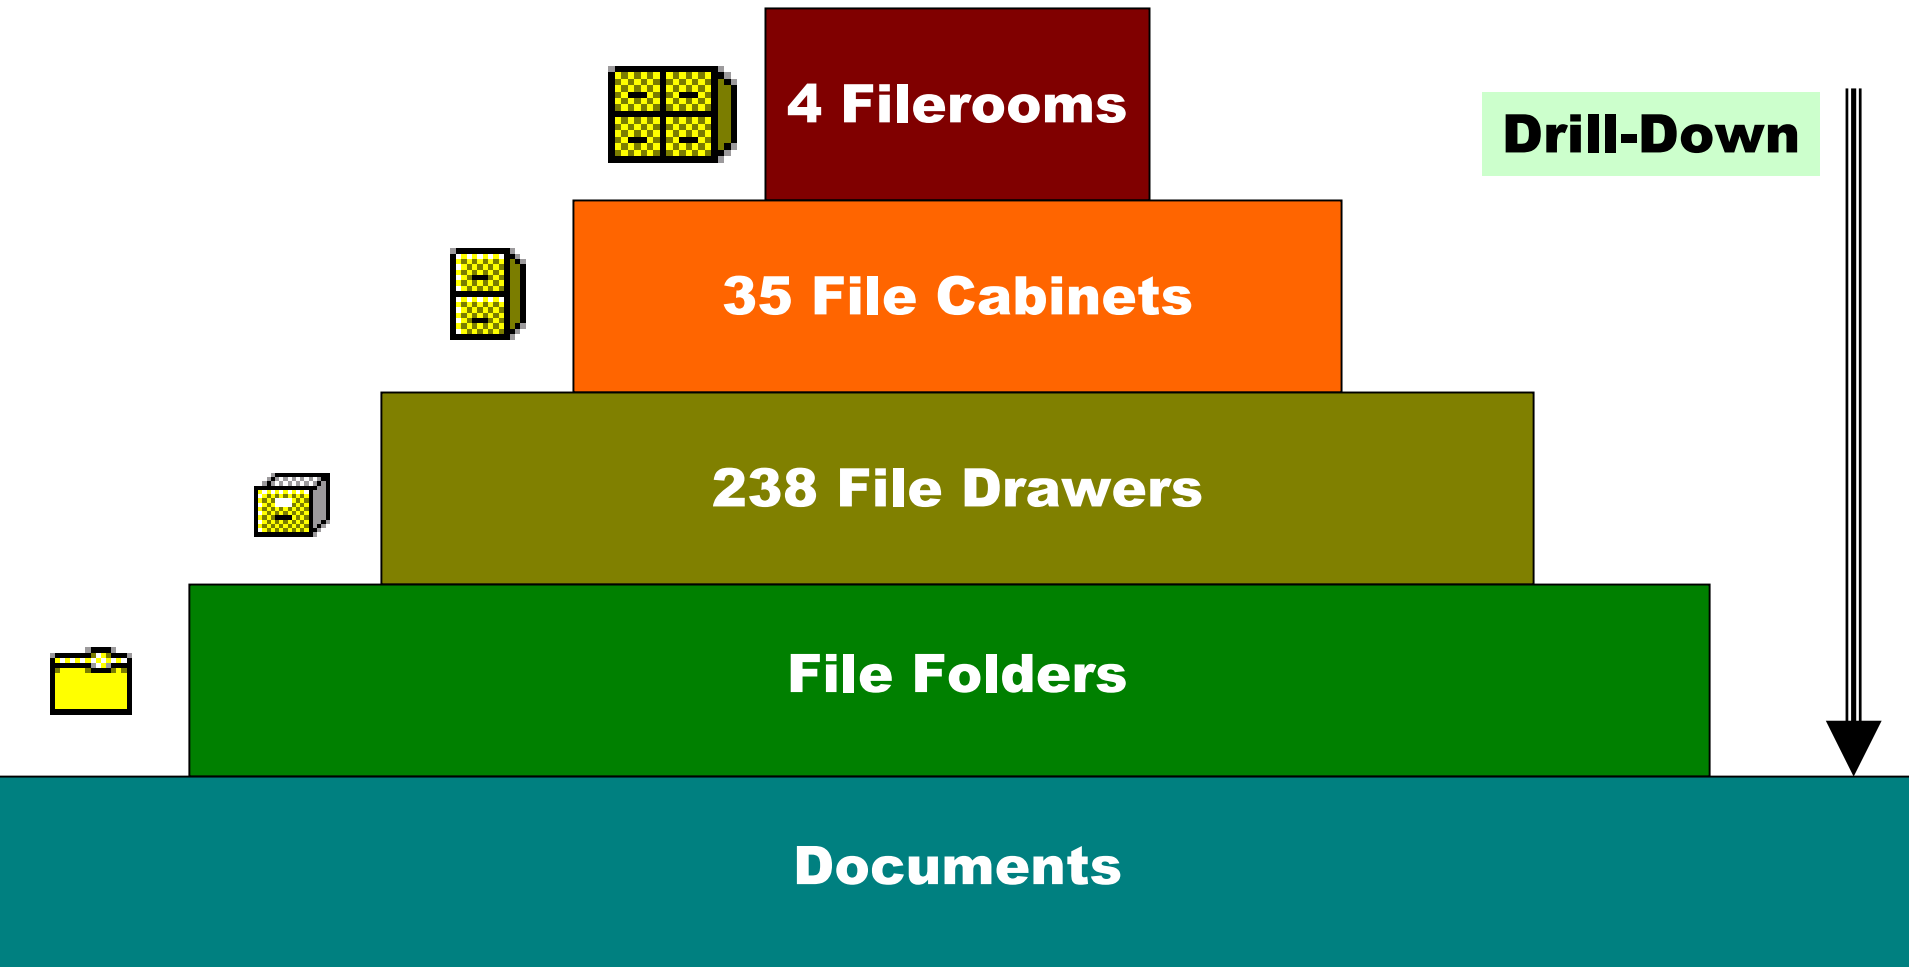 4 Filerooms
Drill-Down
35 File Cabinets
238 File Drawers
File Folders
Documents